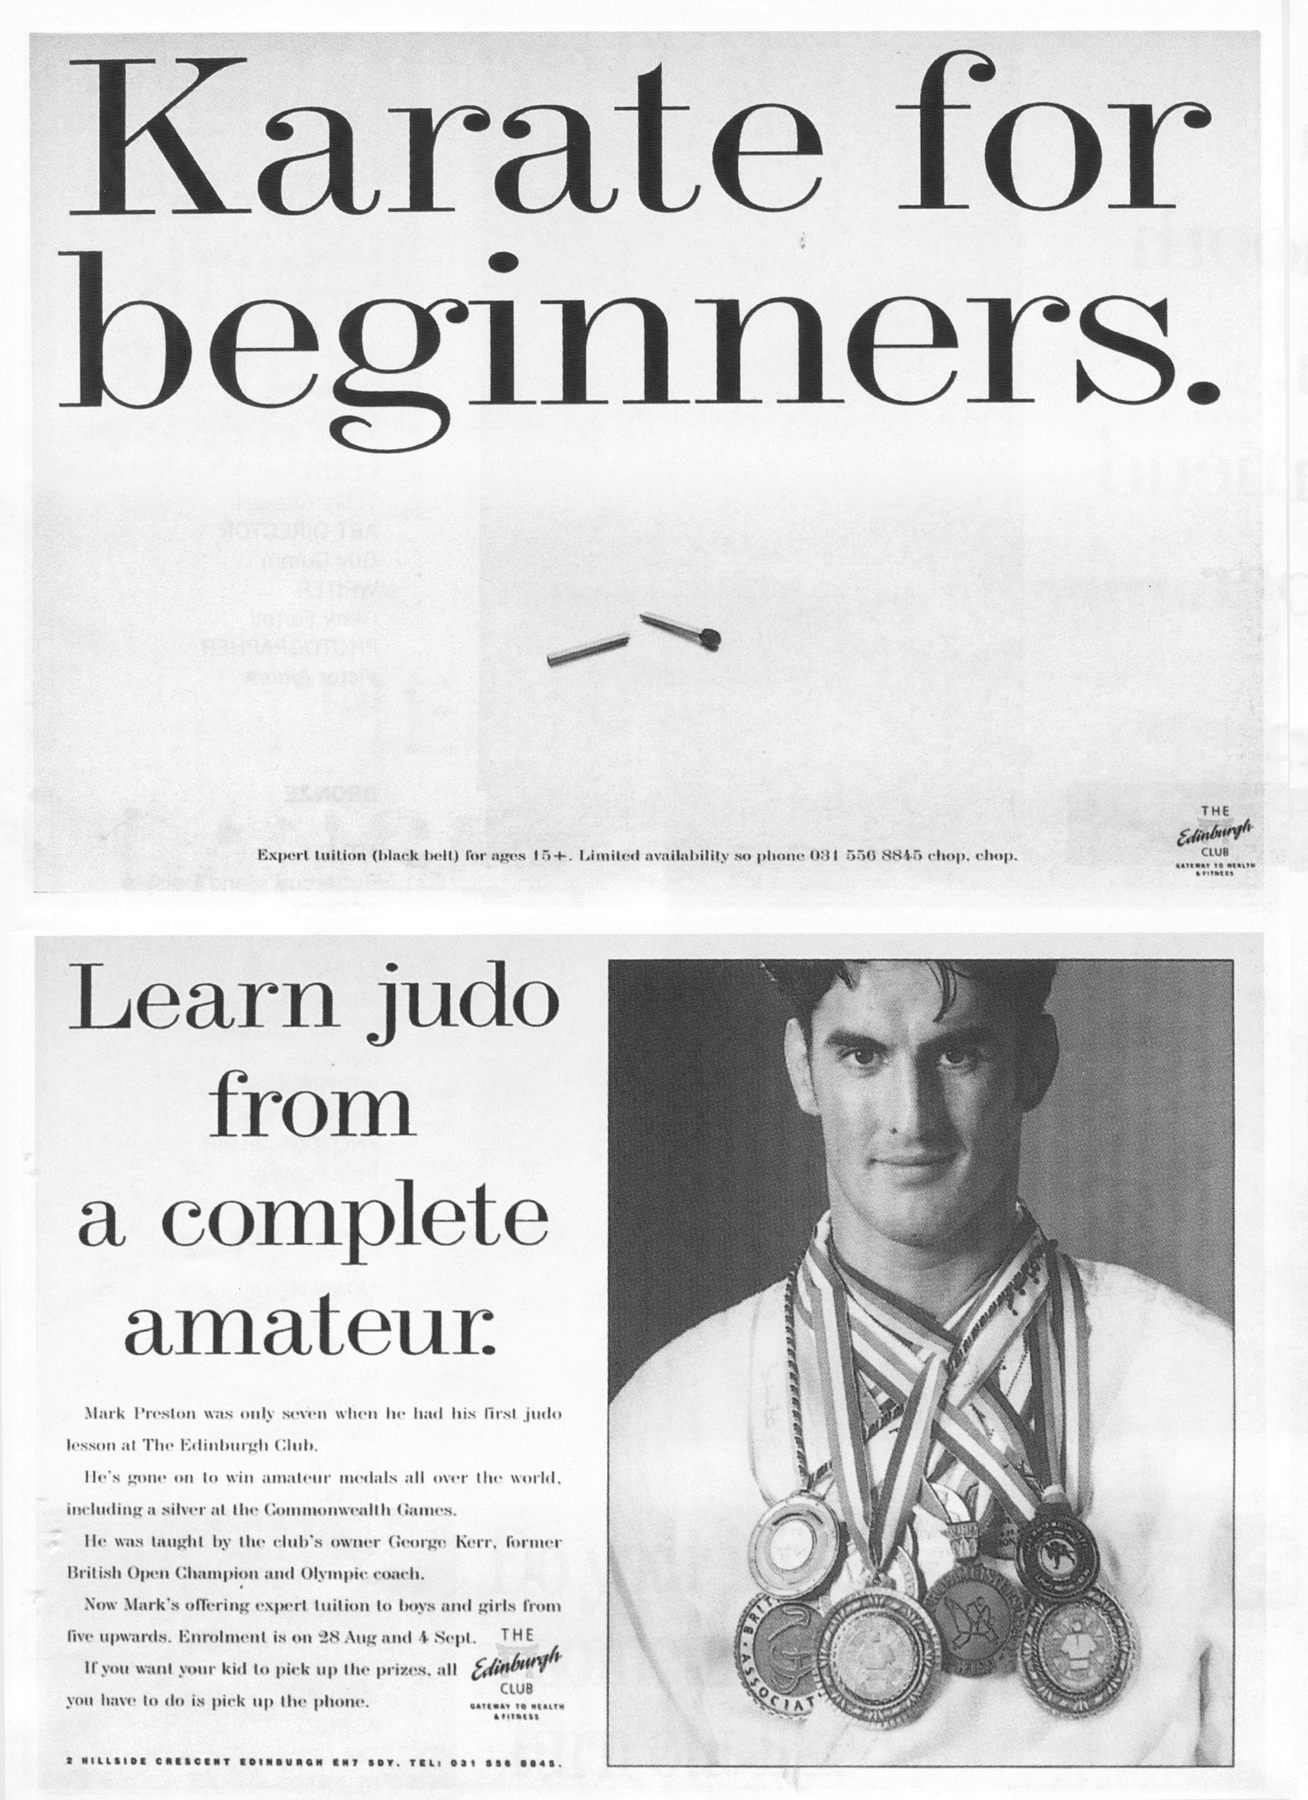 Karate for
beginners.
Expert tuition (black belt) for ages 15+. Limited availability so phone 031 556 8845 chop, chop.
THE
Edinburgh
CLUB
GATEWAY TO HEALTH
& FITNESS
Learn judo
from
a complete
amateur.
Mark Preston was only seven when he had his first judo
lesson at The Edinburgh Club.
He's gone on to win amateur medals all over the world,
including a silver at the Commonwealth Games.
He was taught by the club's owner George Kerr, former
British Open Champion and Olympic coach.
Now Mark's offering expert tuition to boys and girls from
five upwards. Enrolment is on 28 Aug and 4 Sept.
If you want your kid to pick up the prizes, all
you have to do is pick up the phone.
THE
Edinburgh
CLUB
GATEWAY TO HEALTH
& FITNESS
2 HILLSIDE CRESCENT EDINBURGH EH7 5DY. TEL: 031 556 8845.
BRIT
ASSOCIAT